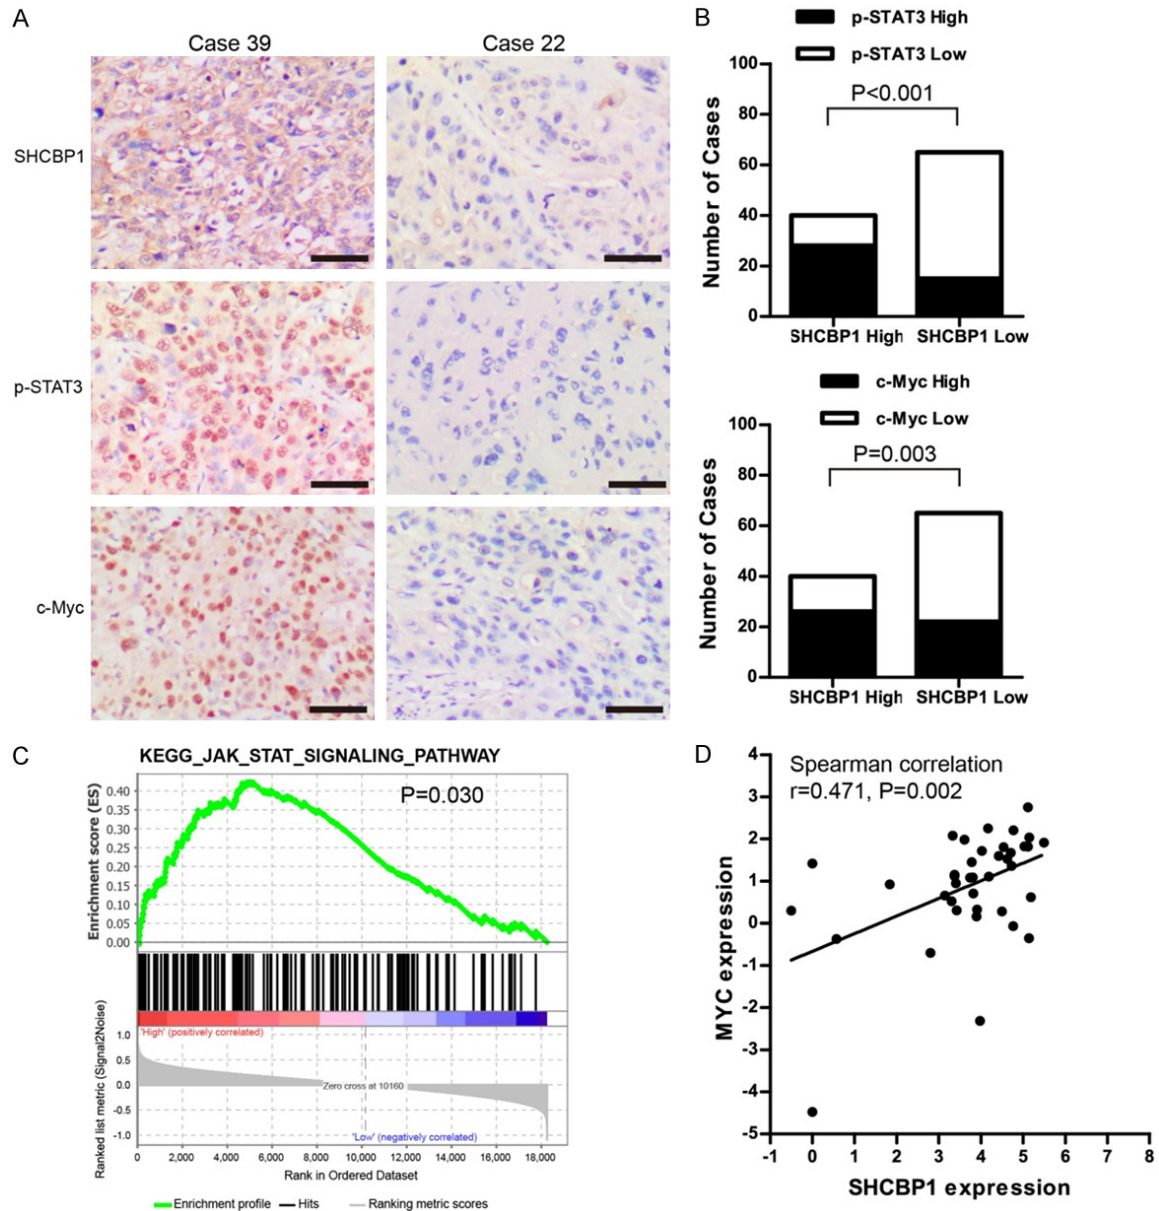 A
Case 39
Case 22
SHCBP1
p-STAT3
c-Myc
B
p-STAT3 High
p-STAT3 Low
P<0.001
Number of Cases
100
80
60
40
20
0
SHCBP1 High
SHCBP1 Low
c-Myc High
c-Myc Low
P=0.003
Number of Cases
100
80
60
40
20
0
SHCBP1 High
SHCBP1 Low
C
KEGG_JAK_STAT_SIGNALING_PATHWAY
P=0.030
Enrichment score (ES)
0.40
0.35
0.30
0.25
0.20
0.15
0.10
0.05
0.00
'High' (positively correlated)
Ranked list metric (Signal2Noise)
1.0
0.5
0.0
-0.5
-1.0
Zero cross at 10160
'Low' (negatively correlated)
0 2,000 4,000 6,000 8,000 10,000 12,000 14,000 16,000 18,000
Rank in Ordered Dataset
Enrichment profile Hits Ranking metric scores
D
Spearman correlation
r=0.471, P=0.002
MYC expression
4
3
2
1
0
-1
-2
-3
-4
-5
-1 0 1 2 3 4 5 6 7 8
SHCBP1 expression